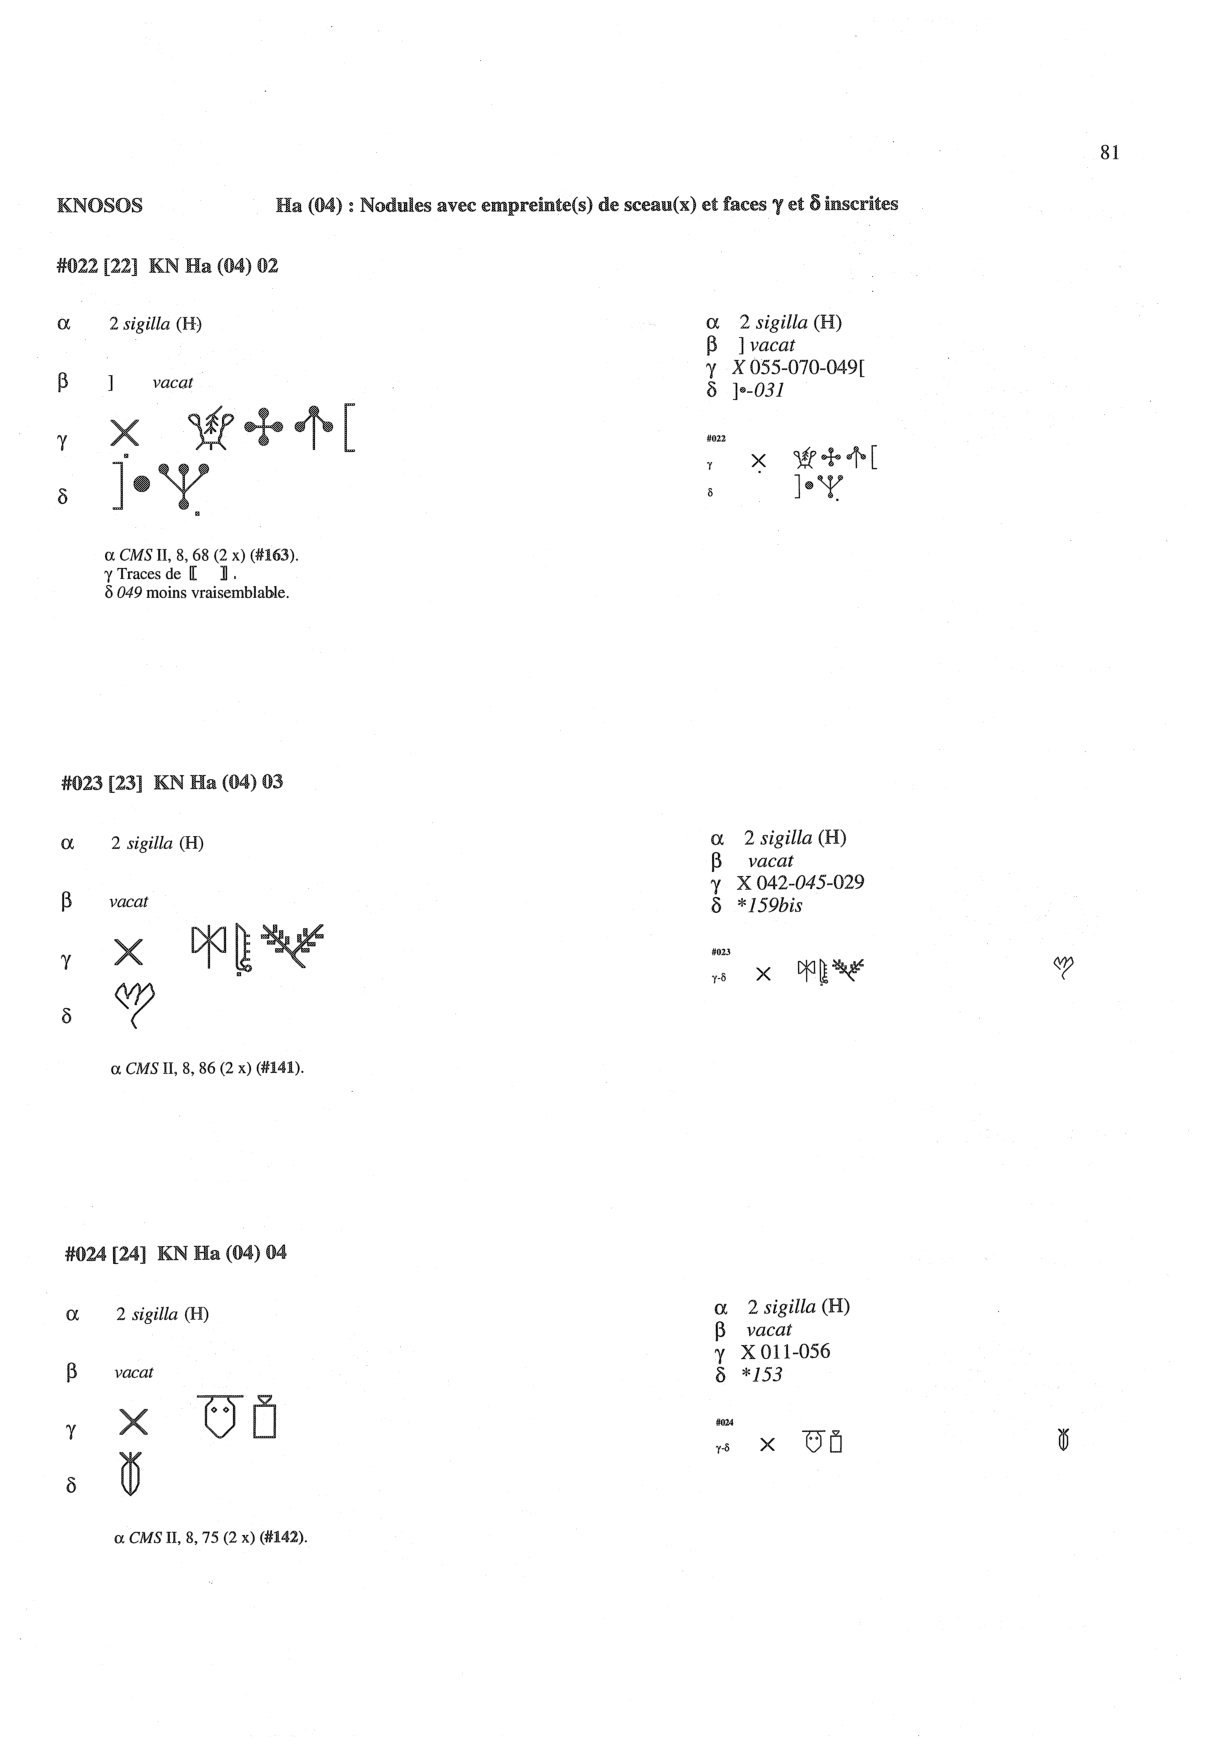 81
KNOSOS Ha (04) : Nodules avec empreinte(s) de sceau(x) et faces γ et δ inscrites
#022 [22] KN Ha (04) 02
α 2 sigilla (H)
β ] vacat
γ
δ
α CMS II, 8, 68 (2 x) (#163).
γ Traces de ⟦ ⟧ .
δ 049 moins vraisemblable.
α 2 sigilla (H)
β ] vacat
γ X 055-070-049[
δ ]•-031
#022
γ X [
δ ]•
#023 [23] KN Ha (04) 03
α 2 sigilla (H)
β vacat
γ X
δ
α CMS II, 8, 86 (2 x) (#141).
α 2 sigilla (H)
β vacat
γ X 042-045-029
δ *159bis
#023
γ-δ X
#024 [24] KN Ha (04) 04
α 2 sigilla (H)
β vacat
γ X
δ
α CMS II, 8, 75 (2 x) (#142).
α 2 sigilla (H)
β vacat
γ X 011-056
δ *153
#024
γ-δ X